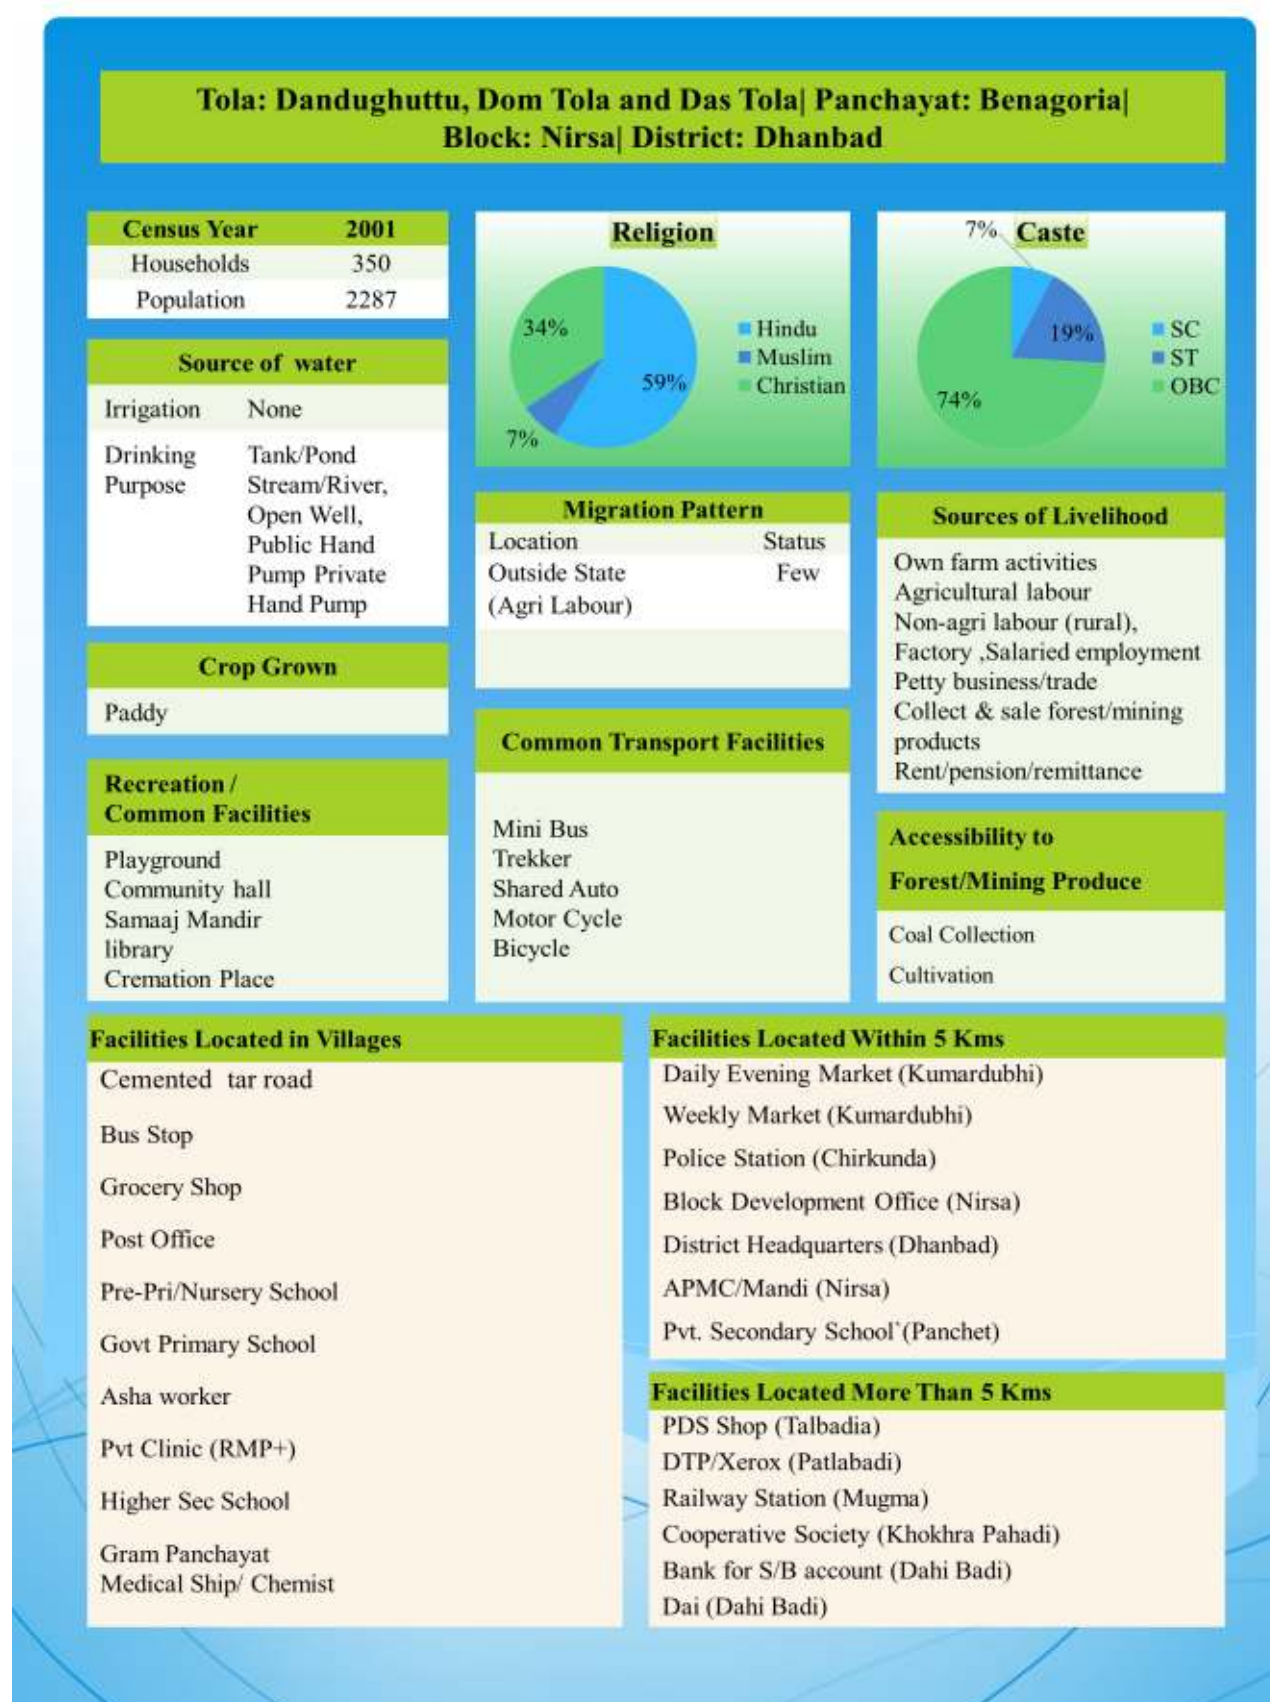 Tola: Dandughuttu, Dom Tola and Das Tola| Panchayat: Benagoria|
Block: Nirsa| District: Dhanbad
Census Year 2001
Households 350
Population 2287
Source of water
Irrigation None
Drinking Tank/Pond
Purpose Stream/River,
Open Well,
Public Hand
Pump Private
Hand Pump
Crop Grown
Paddy
Recreation /
Common Facilities
Playground
Community hall
Samaaj Mandir
library
Cremation Place
Religion
34%
59%
7%
Hindu
Muslim
Christian
Migration Pattern
Location Status
Outside State Few
(Agri Labour)
Common Transport Facilities
Mini Bus
Trekker
Shared Auto
Motor Cycle
Bicycle
7% Caste
19%
74%
SC
ST
OBC
Sources of Livelihood
Own farm activities
Agricultural labour
Non-agri labour (rural),
Factory ,Salaried employment
Petty business/trade
Collect & sale forest/mining
products
Rent/pension/remittance
Accessibility to
Forest/Mining Produce
Coal Collection
Cultivation
Facilities Located in Villages
Cemented tar road
Bus Stop
Grocery Shop
Post Office
Pre-Pri/Nursery School
Govt Primary School
Asha worker
Pvt Clinic (RMP+)
Higher Sec School
Gram Panchayat
Medical Ship/ Chemist
Facilities Located Within 5 Kms
Daily Evening Market (Kumardubhi)
Weekly Market (Kumardubhi)
Police Station (Chirkunda)
Block Development Office (Nirsa)
District Headquarters (Dhanbad)
APMC/Mandi (Nirsa)
Pvt. Secondary School`(Panchet)
Facilities Located More Than 5 Kms
PDS Shop (Talbadia)
DTP/Xerox (Patlabadi)
Railway Station (Mugma)
Cooperative Society (Khokhra Pahadi)
Bank for S/B account (Dahi Badi)
Dai (Dahi Badi)